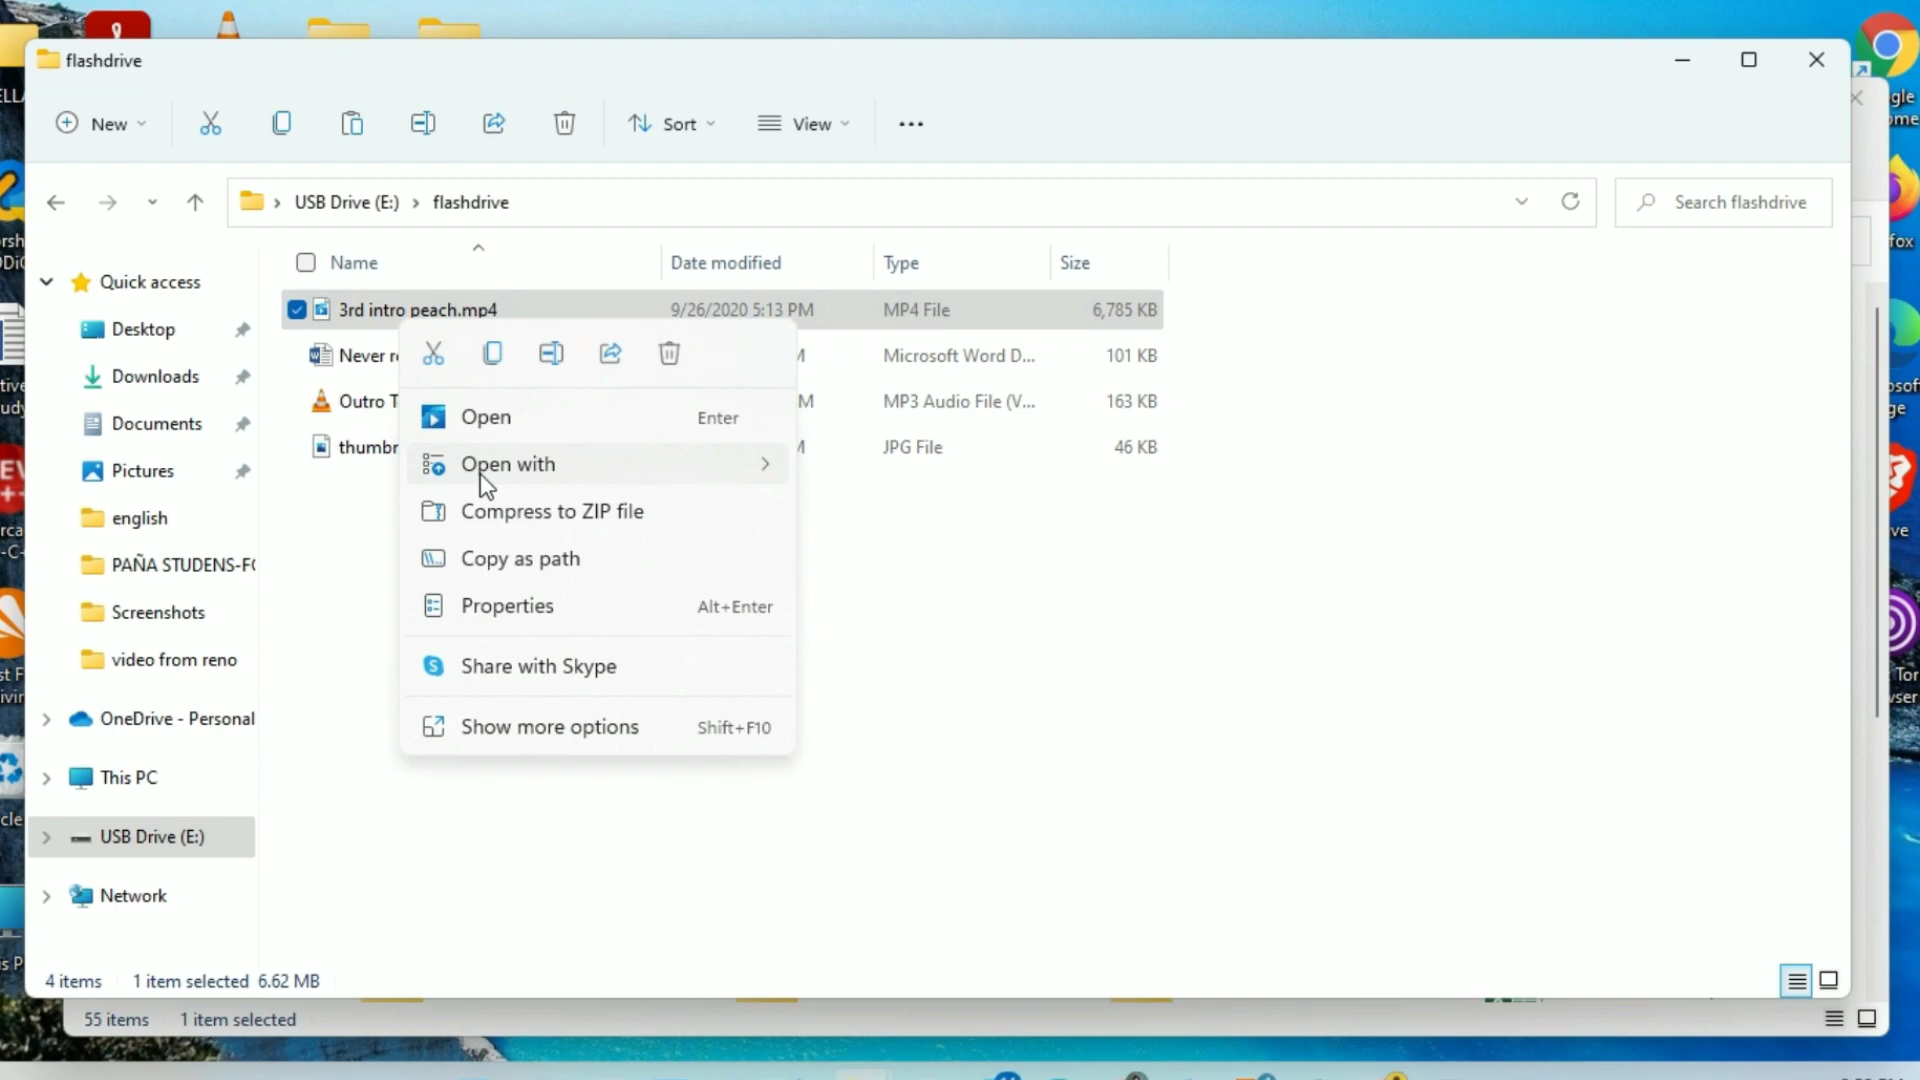 flashdrive
New
Sort
View
USB Drive (E:) flashdrive
Search flashdrive
Name Date modified Type Size
Quick access
Desktop
Downloads
Documents
Pictures
english
PAÑA STUDENS-F
Screenshots
video from reno
OneDrive - Personal
This PC
USB Drive (E:)
Network
3rd intro peach.mp4 9/26/2020 5:13 PM MP4 File 6,785 KB
Never Microsoft Word D... 101 KB
Outro MP3 Audio File (V... 163 KB
thumbr JPG File 46 KB
Open Enter
Open with
Compress to ZIP file
Copy as path
Properties Alt+Enter
Share with Skype
Show more options Shift+F10
4 items 1 item selected 6.62 MB
55 items 1 item selected